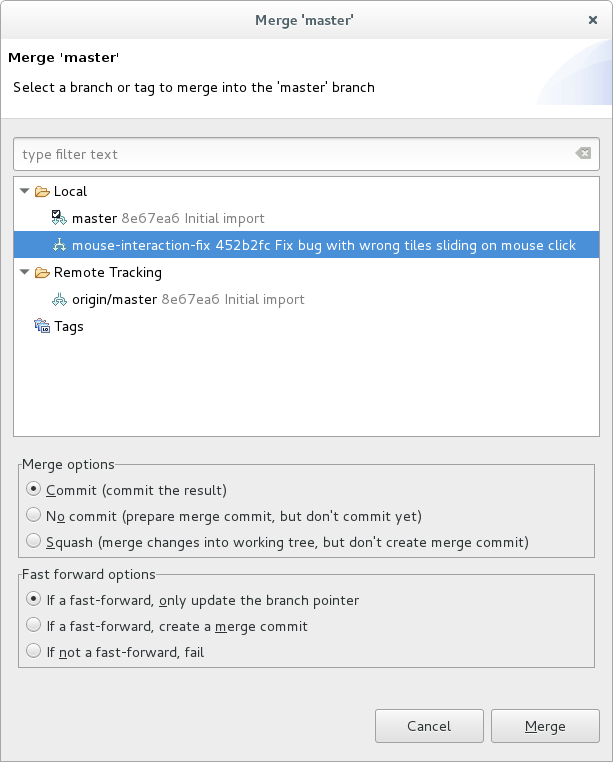 Merge 'master'
Merge 'master'
Select a branch or tag to merge into the 'master' branch
type filter text
Local
master 8e67ea6 Initial import
mouse-interaction-fix 452b2fc Fix bug with wrong tiles sliding on mouse click
Remote Tracking
origin/master 8e67ea6 Initial import
Tags
Merge options
Commit (commit the result)
No commit (prepare merge commit, but don't commit yet)
Squash (merge changes into working tree, but don't create merge commit)
Fast forward options
If a fast-forward, only update the branch pointer
If a fast-forward, create a merge commit
If not a fast-forward, fail
Cancel
Merge